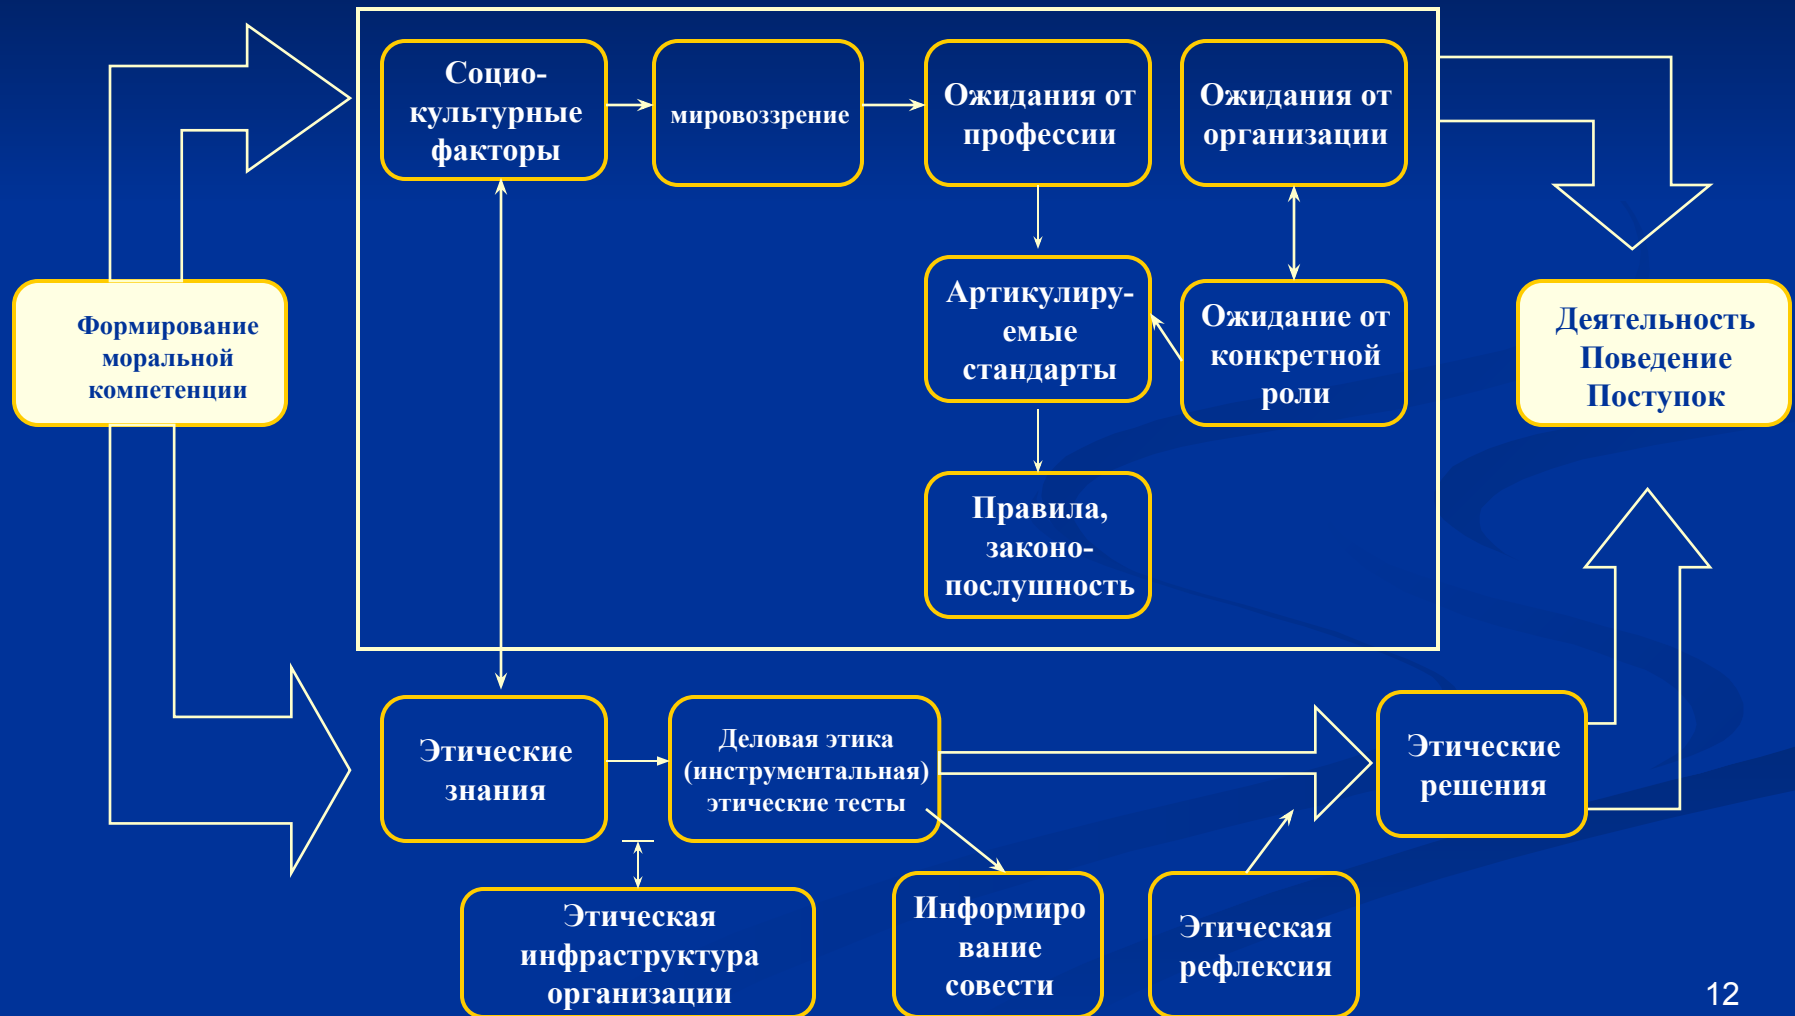 Социо-
культурные
факторы
мировоззрение
Ожидания от
профессии
Ожидания от
организации
Формирование
моральной
компетенции
Артикулиру-
емые
стандарты
Ожидание от
конкретной
роли
Деятельность
Поведение
Поступок
Правила,
законо-
послушность
Этические
знания
Деловая этика
(инструментальная)
этические тесты
Этические
решения
Этическая
инфраструктура
организации
Информиро
вание
совести
Этическая
рефлексия
12